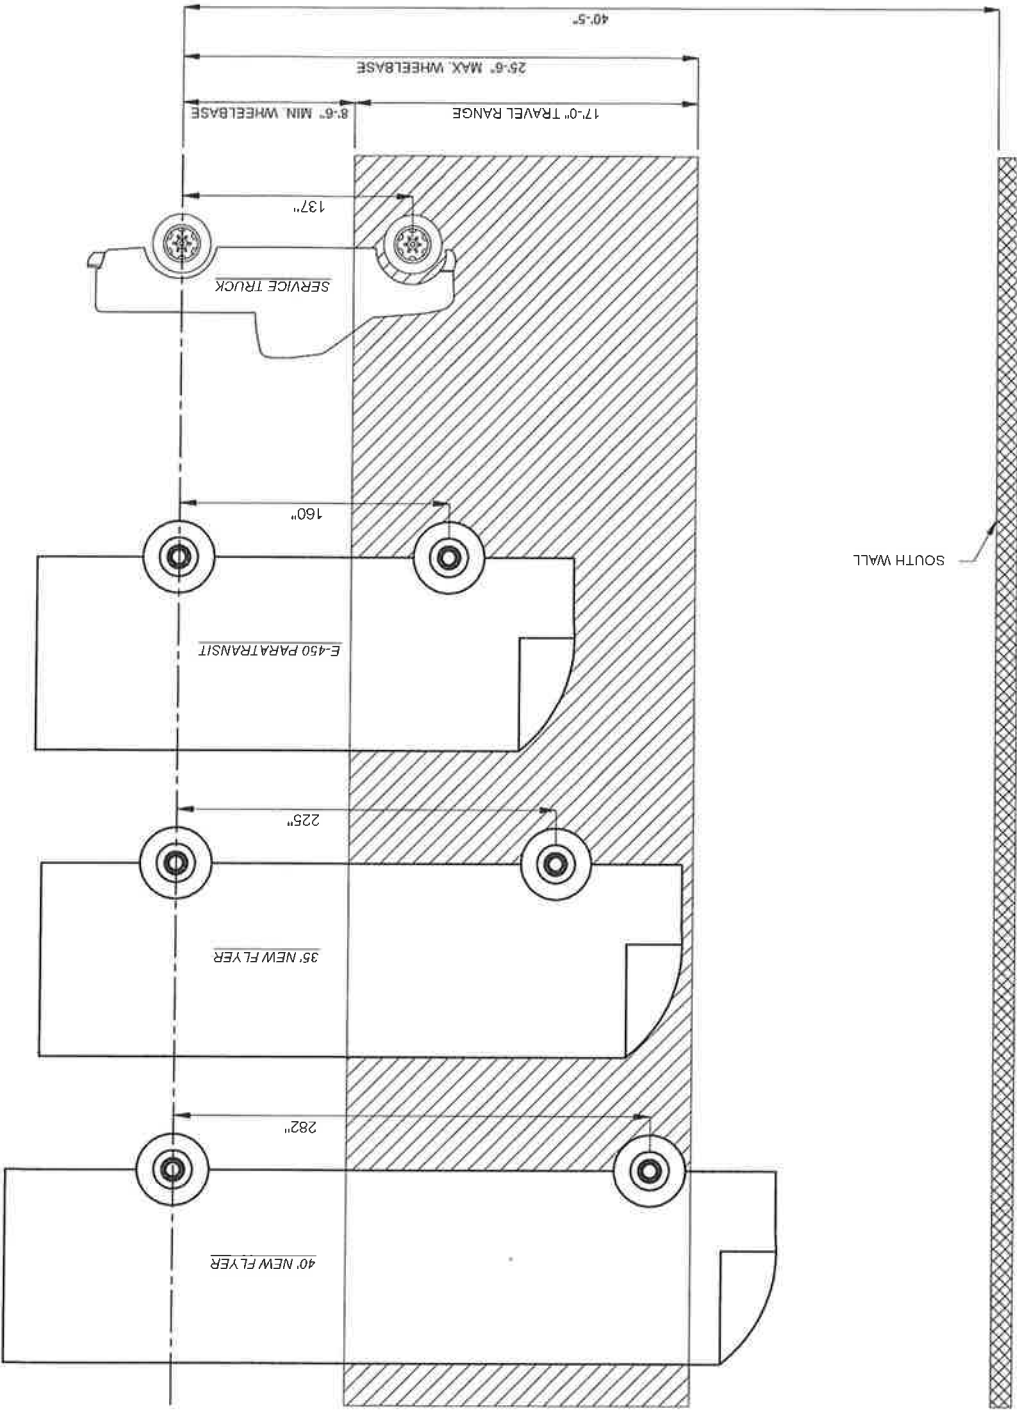 40' NEW FLYER
282"
35' NEW FLYER
225"
E-450 PARATRANSIT
160"
SOUTH WALL
SERVICE TRUCK
137"
17'-0" TRAVEL RANGE
8'-6" MIN. WHEELBASE
25'-6" MAX. WHEELBASE
40'-5"